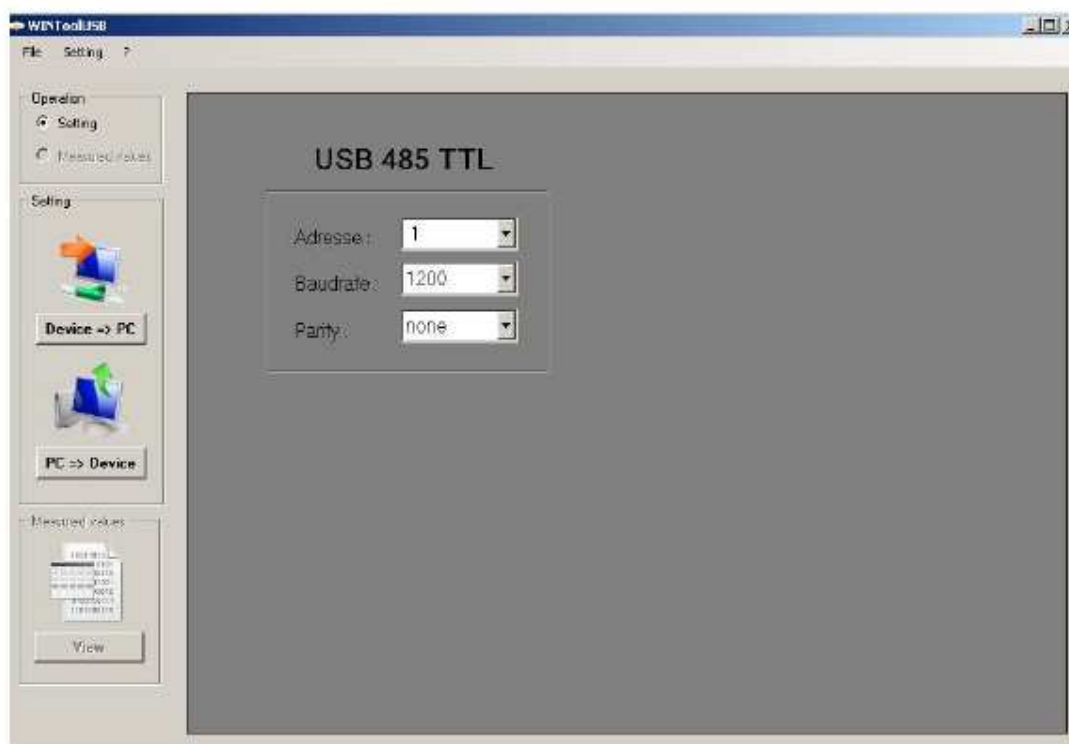 WINToolUSB
File Setting ?
Operation
Setting
Measured values
Setting
Device => PC
PC => Device
Measured values
View
USB 485 TTL
Adresse : 1
Baudrate : 1200
Parity : none